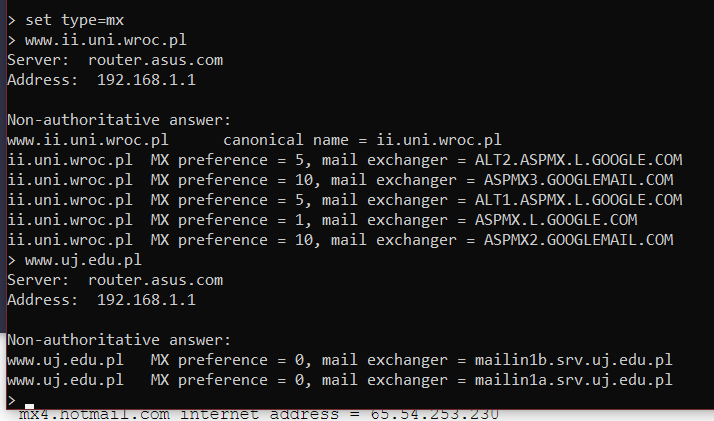 > set type=mx
> www.ii.uni.wroc.pl
Server:  router.asus.com
Address:  192.168.1.1
Non-authoritative answer:
www.ii.uni.wroc.pl      canonical name = ii.uni.wroc.pl
ii.uni.wroc.pl  MX preference = 5, mail exchanger = ALT2.ASPMX.L.GOOGLE.COM
ii.uni.wroc.pl  MX preference = 10, mail exchanger = ASPMX3.GOOGLEMAIL.COM
ii.uni.wroc.pl  MX preference = 5, mail exchanger = ALT1.ASPMX.L.GOOGLE.COM
ii.uni.wroc.pl  MX preference = 1, mail exchanger = ASPMX.L.GOOGLE.COM
ii.uni.wroc.pl  MX preference = 10, mail exchanger = ASPMX2.GOOGLEMAIL.COM
> www.uj.edu.pl
Server:  router.asus.com
Address:  192.168.1.1
Non-authoritative answer:
www.uj.edu.pl   MX preference = 0, mail exchanger = mailin1b.srv.uj.edu.pl
www.uj.edu.pl   MX preference = 0, mail exchanger = mailin1a.srv.uj.edu.pl
> _
mx4.hotmail.com internet address = 65.54.253.230